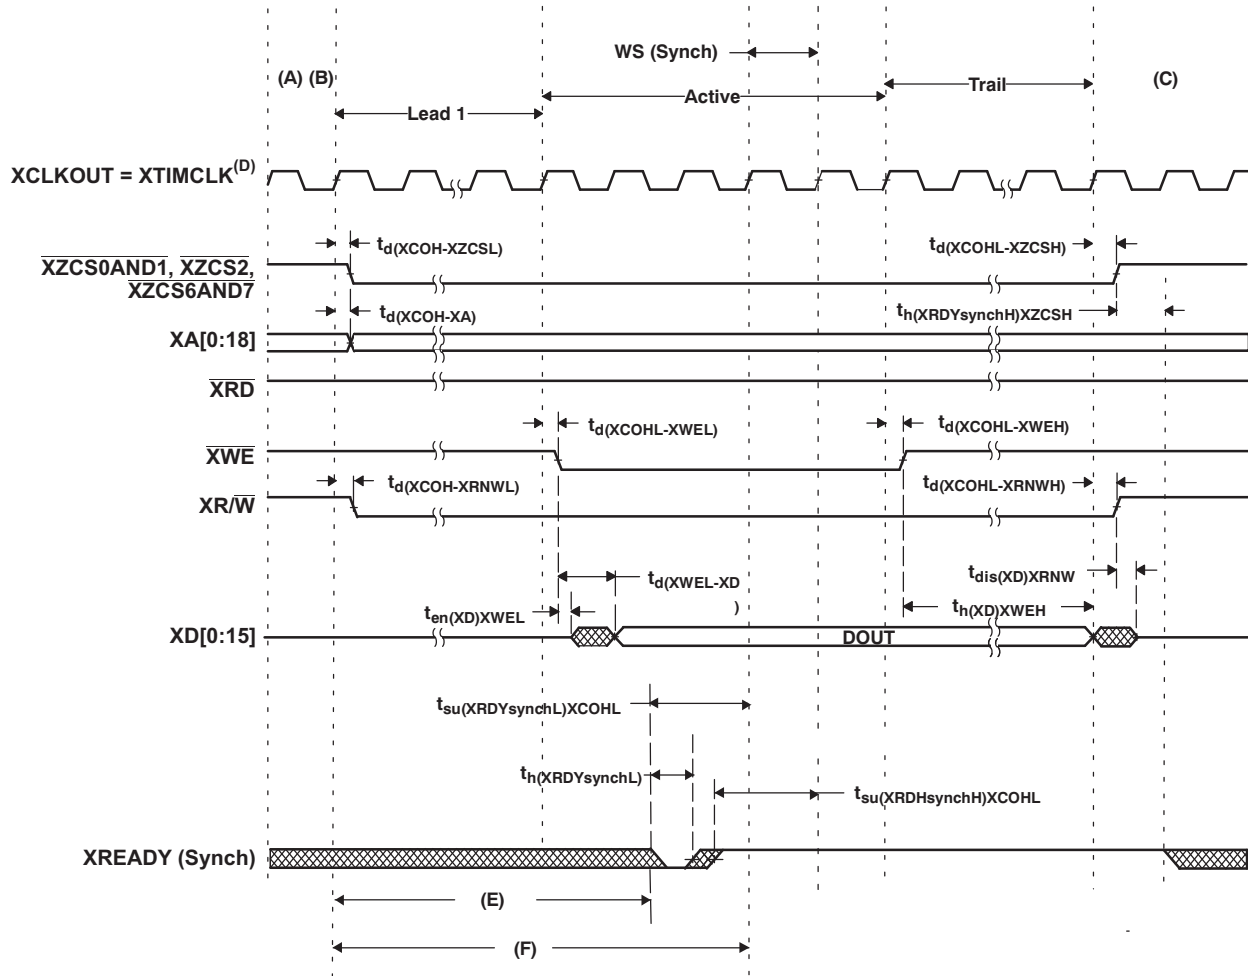 WS (Synch)
(A) (B)
(C)
Trail
Active
Lead 1
XCLKOUT = XTIMCLK(D)
td(XCOH-XZCSL)
td(XCOHL-XZCSH)
XZCS0AND1, XZCS2,
XZCS6AND7
td(XCOH-XA)
th(XRDYsynchH)XZCSH
XA[0:18]
XRD
td(XCOHL-XWEL)
td(XCOHL-XWEH)
XWE
td(XCOH-XRNWL)
td(XCOHL-XRNWH)
XR/W
td(XWEL-XD
)
tdis(XD)XRNW
ten(XD)XWEL
th(XD)XWEH
XD[0:15]
DOUT
tsu(XRDYsynchL)XCOHL
th(XRDYsynchL)
tsu(XRDHsynchH)XCOHL
XREADY (Synch)
(E)
(F)